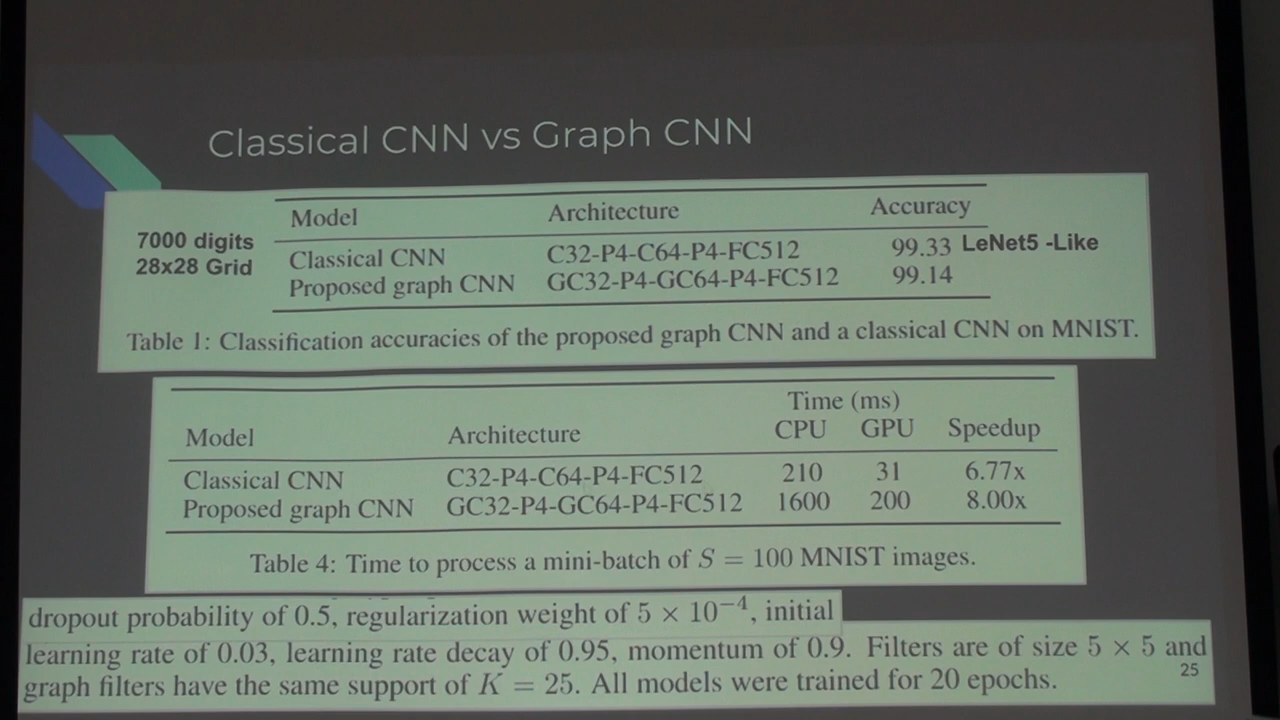 Classical CNN vs Graph CNN
7000 digits
28x28 Grid
Model Architecture Accuracy
Classical CNN C32-P4-C64-P4-FC512 99.33 LeNet5 -Like
Proposed graph CNN GC32-P4-GC64-P4-FC512 99.14
Table 1: Classification accuracies of the proposed graph CNN and a classical CNN on MNIST.
Time (ms)
Model Architecture CPU GPU Speedup
Classical CNN C32-P4-C64-P4-FC512 210 31 6.77x
Proposed graph CNN GC32-P4-GC64-P4-FC512 1600 200 8.00x
Table 4: Time to process a mini-batch of S = 100 MNIST images.
dropout probability of 0.5, regularization weight of 5 × 10⁻⁴, initial
learning rate of 0.03, learning rate decay of 0.95, momentum of 0.9. Filters are of size 5 × 5 and
graph filters have the same support of K = 25. All models were trained for 20 epochs.
25